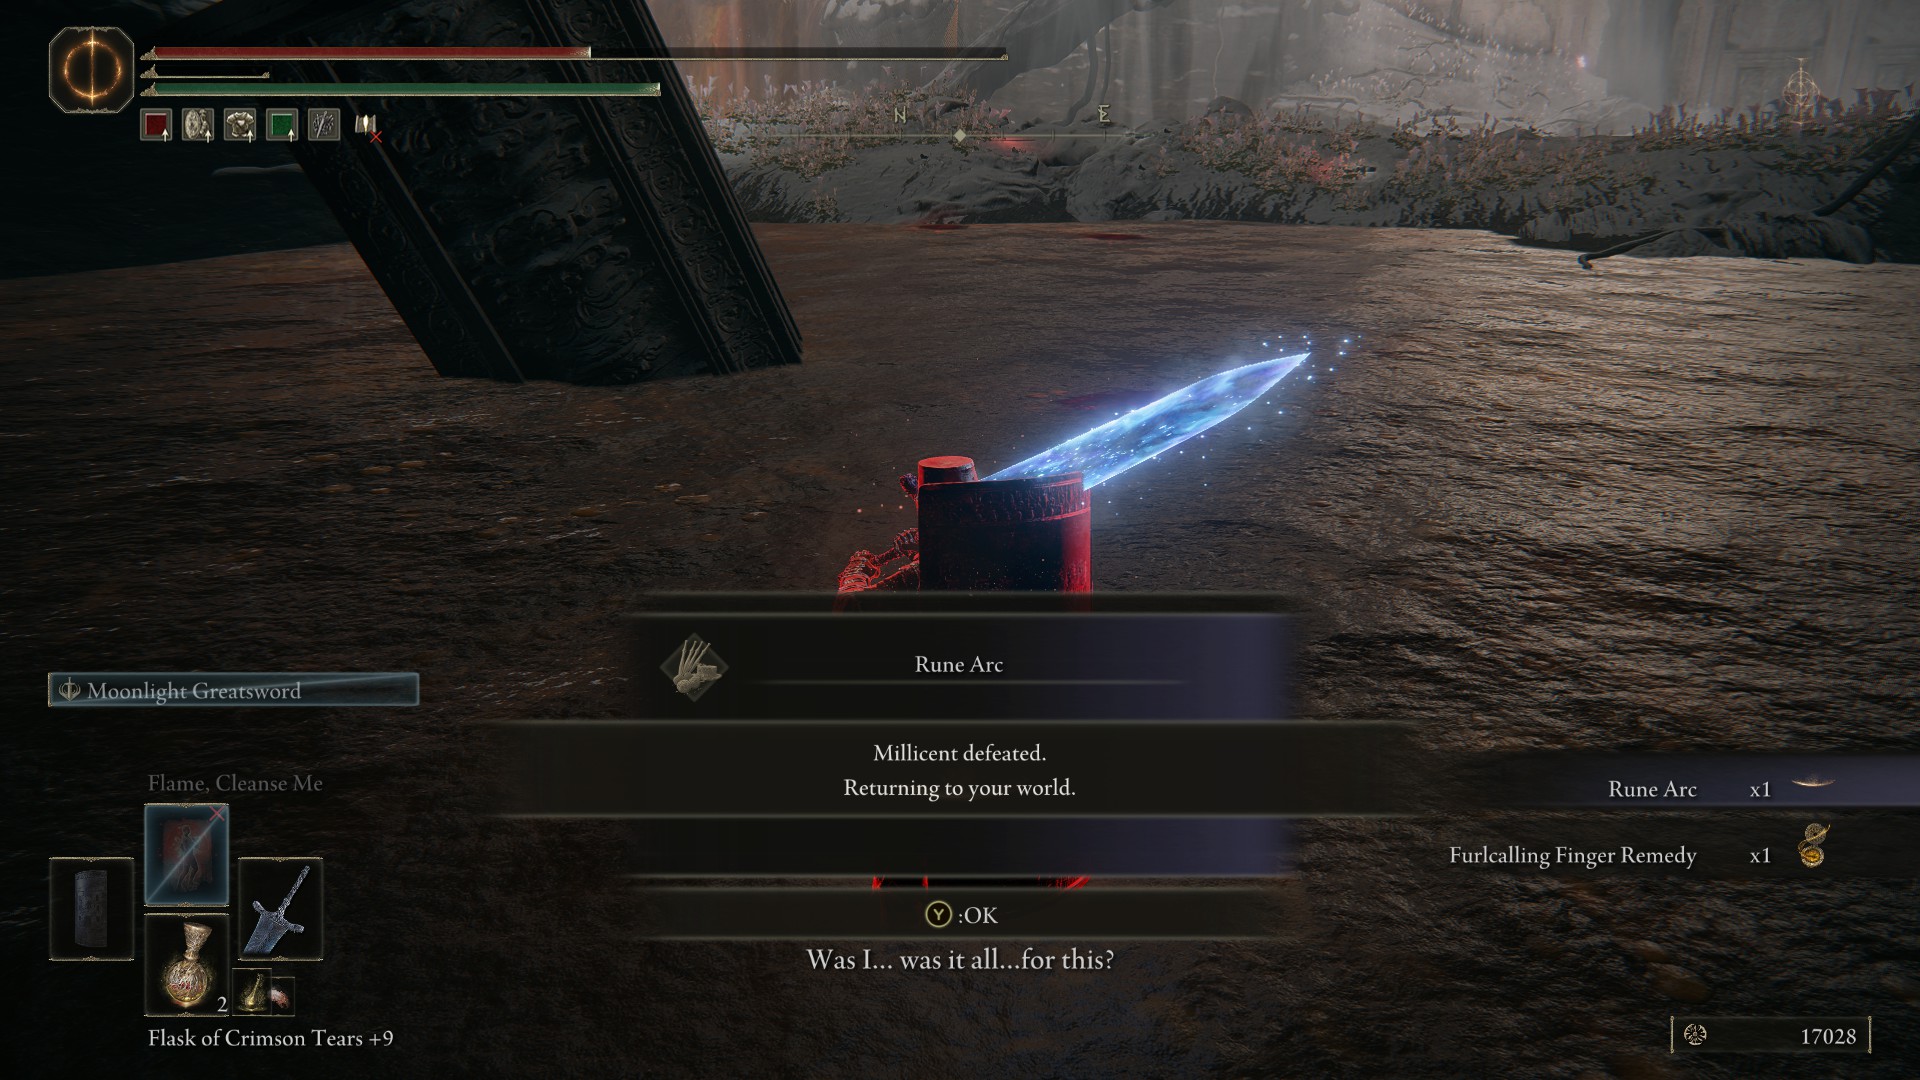 N
E
Moonlight Greatsword
Rune Arc
Millicent defeated.
Returning to your world.
Flame, Cleanse Me
Rune Arc x1
Furlcalling Finger Remedy x1
2
Y :OK
Was I... was it all...for this?
Flask of Crimson Tears +9
17028